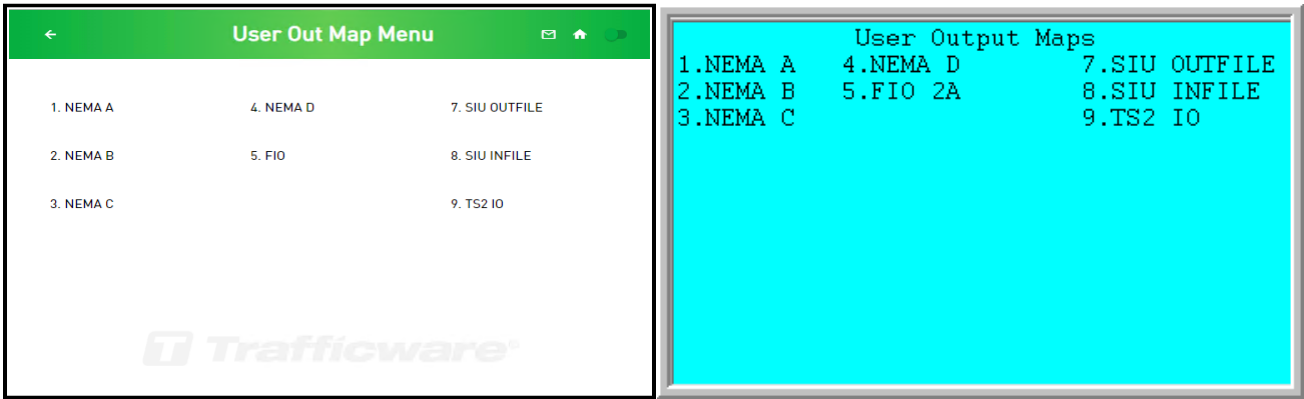 User Out Map Menu
1. NEMA A 4. NEMA D 7. SIU OUTFILE
2. NEMA B 5. FIO 8. SIU INFILE
3. NEMA C 9. TS2 IO
T Trafficware®
User Output Maps
1.NEMA A 4.NEMA D 7.SIU OUTFILE
2.NEMA B 5.FIO 2A 8.SIU INFILE
3.NEMA C 9.TS2 IO